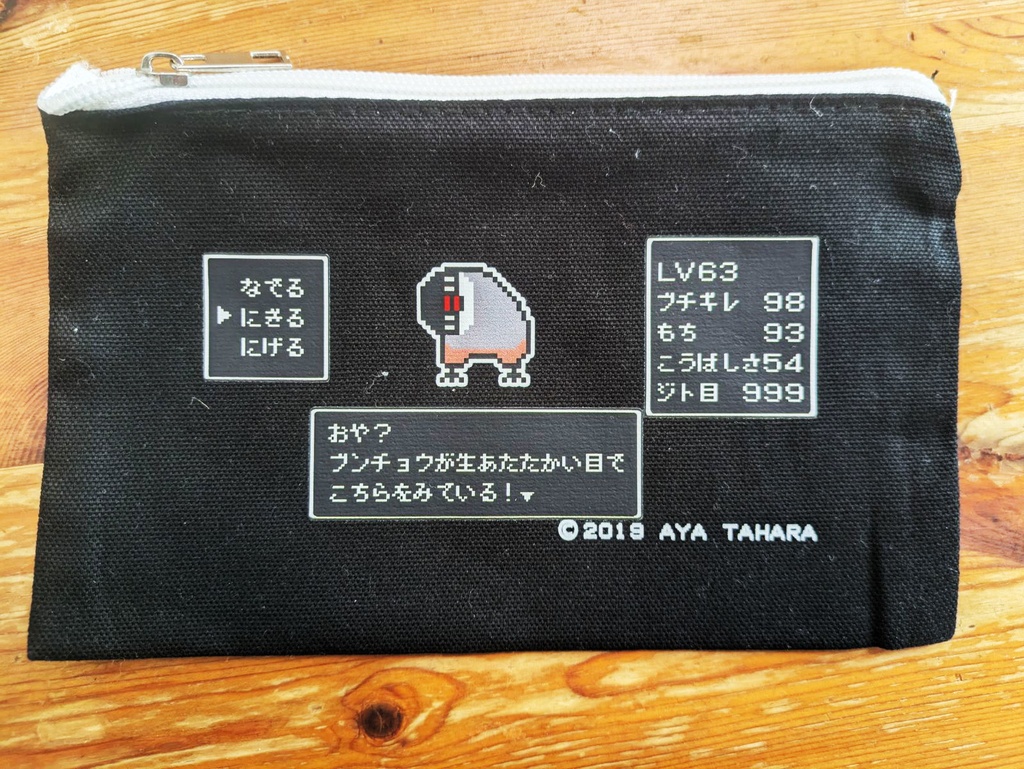 なでる
▶にぎる
にげる
LV63
ブチギレ 98
もち 93
こうばしさ54
ジト目 999
おや?
ブンチョウが生あたたかい目で
こちらをみている!▼
©2019 AYA TAHARA